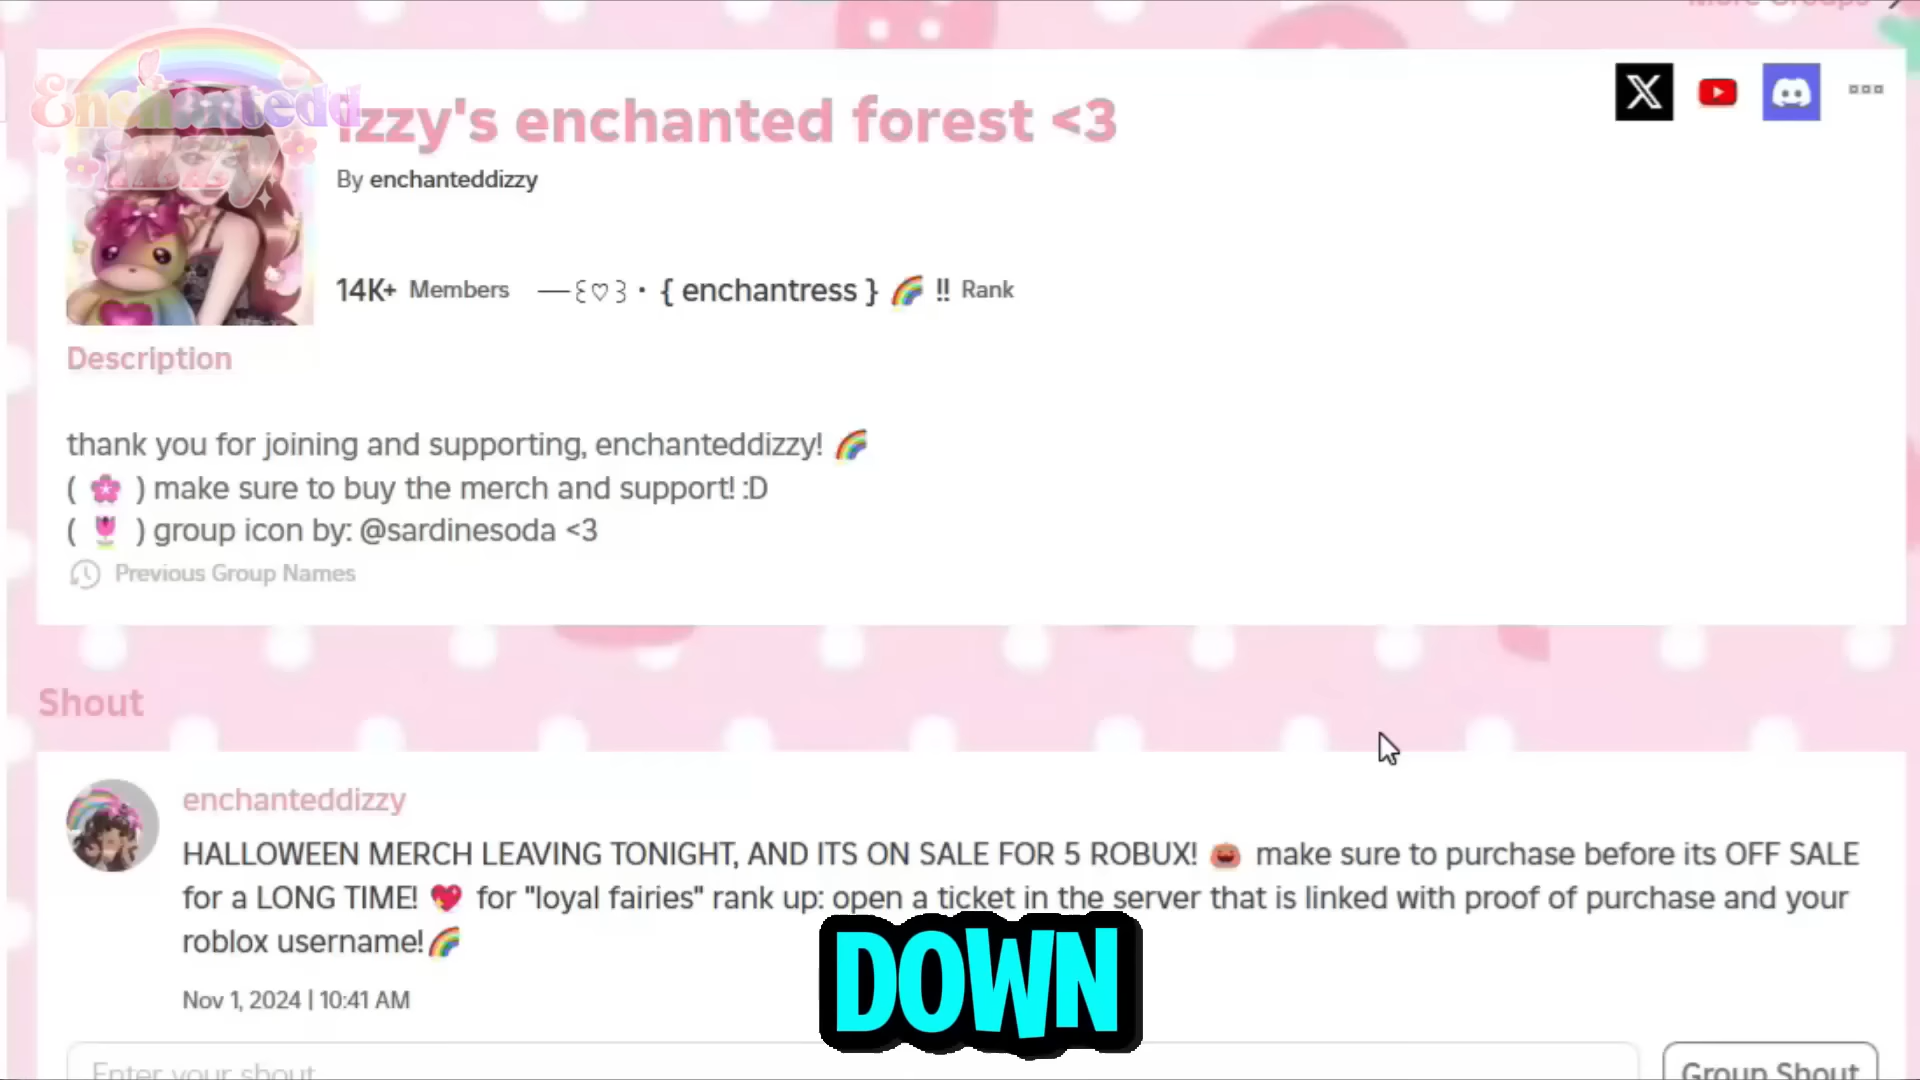 More Groups
Enchantedd
izzy
izzy's enchanted forest <3
By enchanteddizzy
14K+ Members —꒰♡꒱・{ enchantress } 🌈 !! Rank
Description
thank you for joining and supporting, enchanteddizzy! 🌈
( 🌸 ) make sure to buy the merch and support! :D
( 🌷 ) group icon by: @sardinesoda <3
Previous Group Names
Shout
enchanteddizzy
HALLOWEEN MERCH LEAVING TONIGHT, AND ITS ON SALE FOR 5 ROBUX! 🎃 make sure to purchase before its OFF SALE
for a LONG TIME! 💖 for "loyal fairies" rank up: open a ticket in the server that is linked with proof of purchase and your
roblox username!🌈
DOWN
Nov 1, 2024 | 10:41 AM
Enter your shout
Group Shout